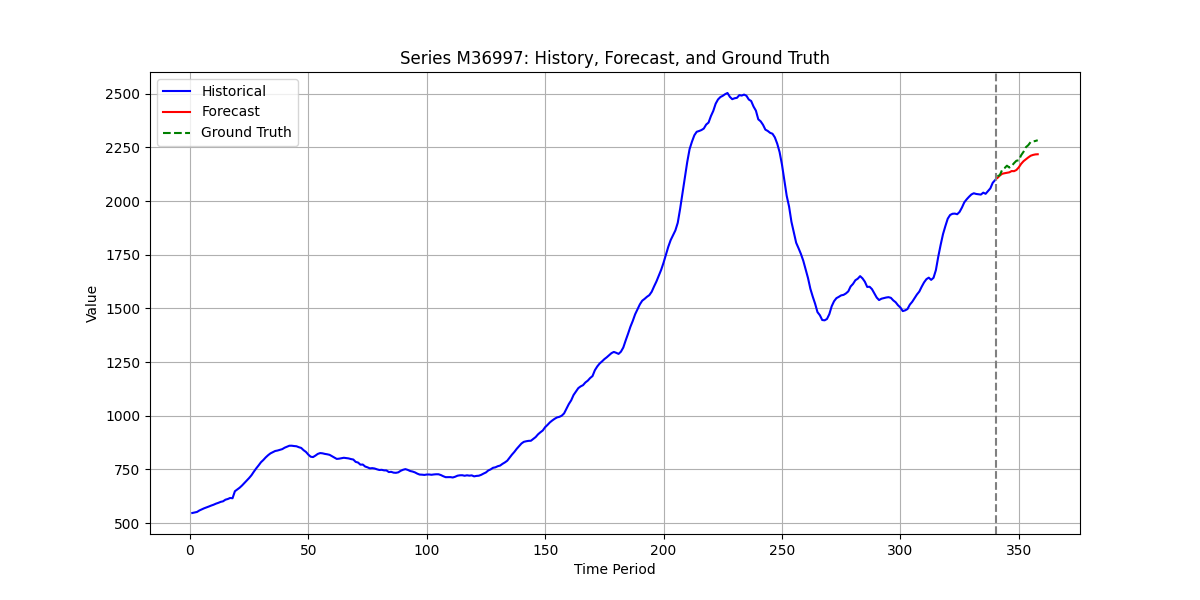 Series M36997: History, Forecast, and Ground Truth
Historical
Forecast
Ground Truth
2500
2250
2000
1750
1500
1250
1000
750
500
Value
0 50 100 150 200 250 300 350
Time Period